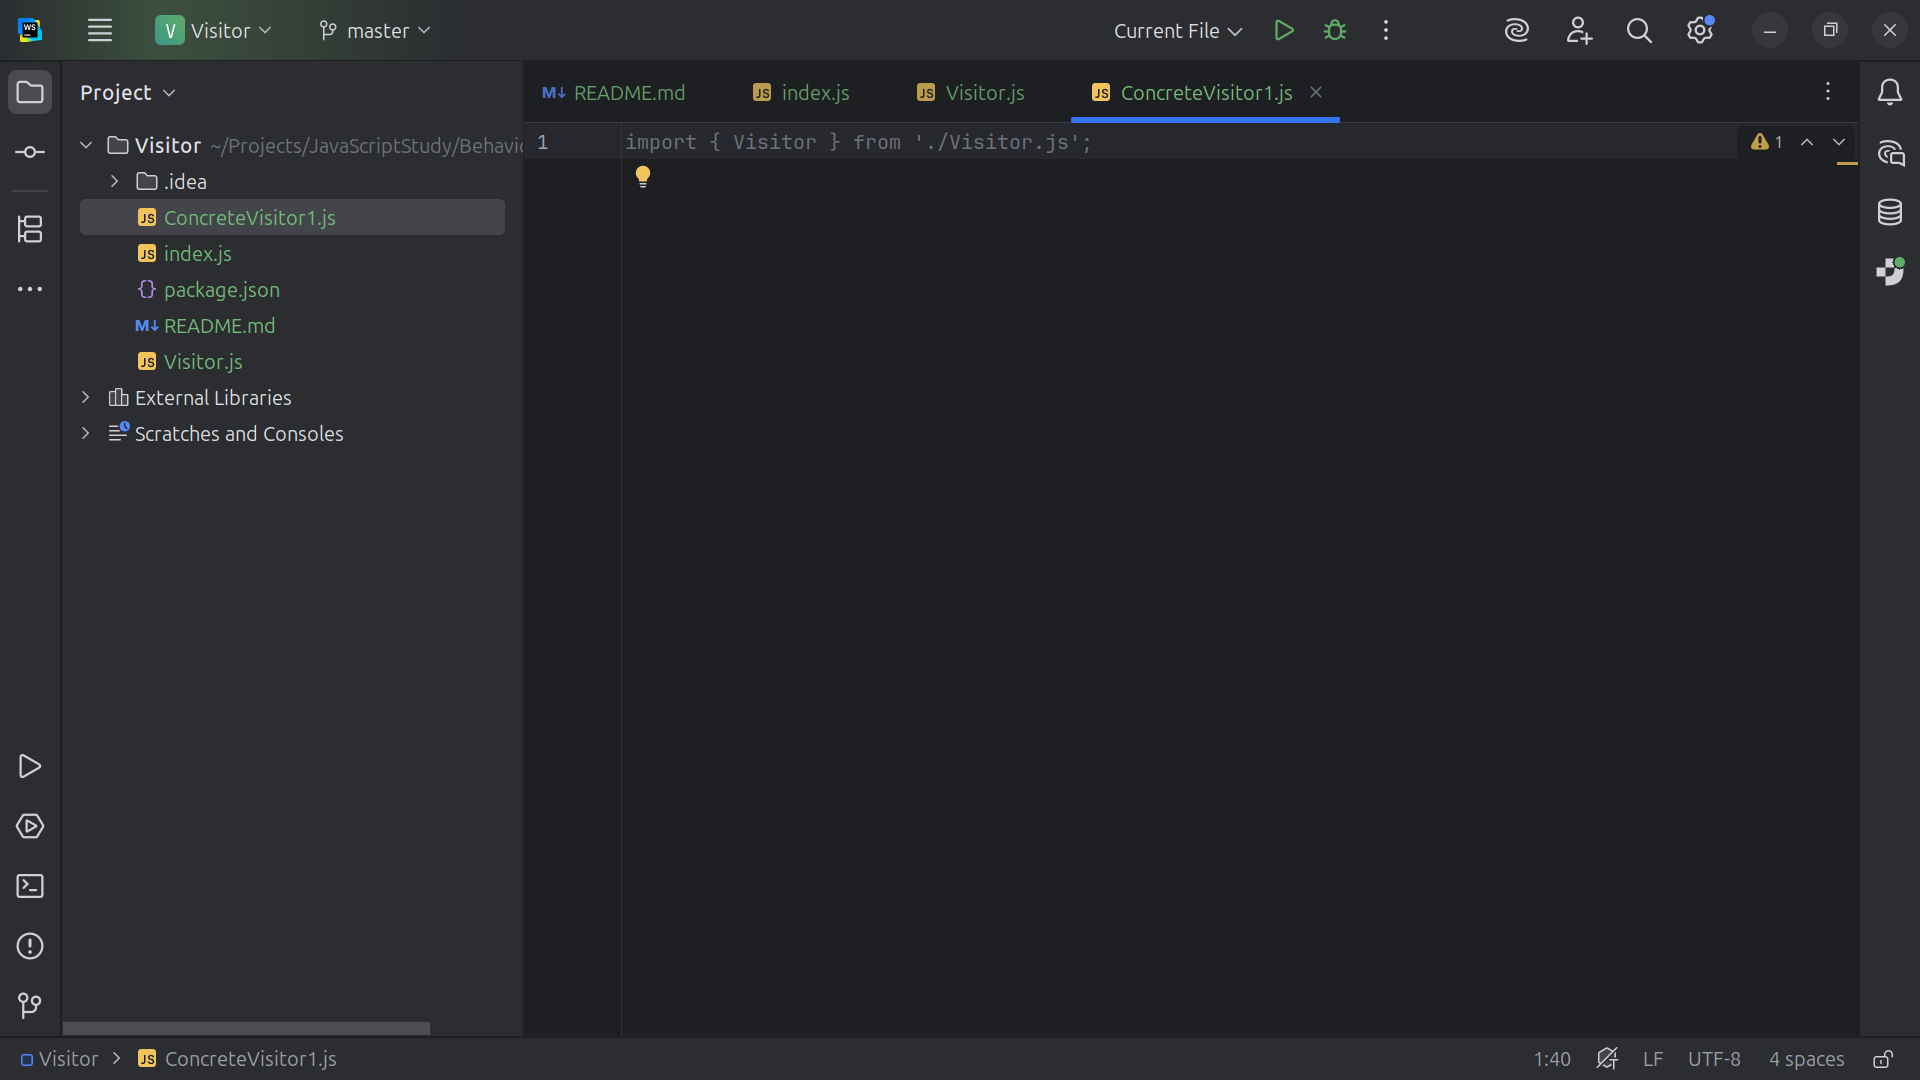 WS
V Visitor
master
Current File
Project
README.md
index.js
Visitor.js
ConcreteVisitor1.js
Visitor ~/Projects/JavaScriptStudy/Behavio
.idea
ConcreteVisitor1.js
index.js
package.json
README.md
Visitor.js
External Libraries
Scratches and Consoles
1
import { Visitor } from './Visitor.js';
1
Visitor
ConcreteVisitor1.js
1:40
LF
UTF-8
4 spaces